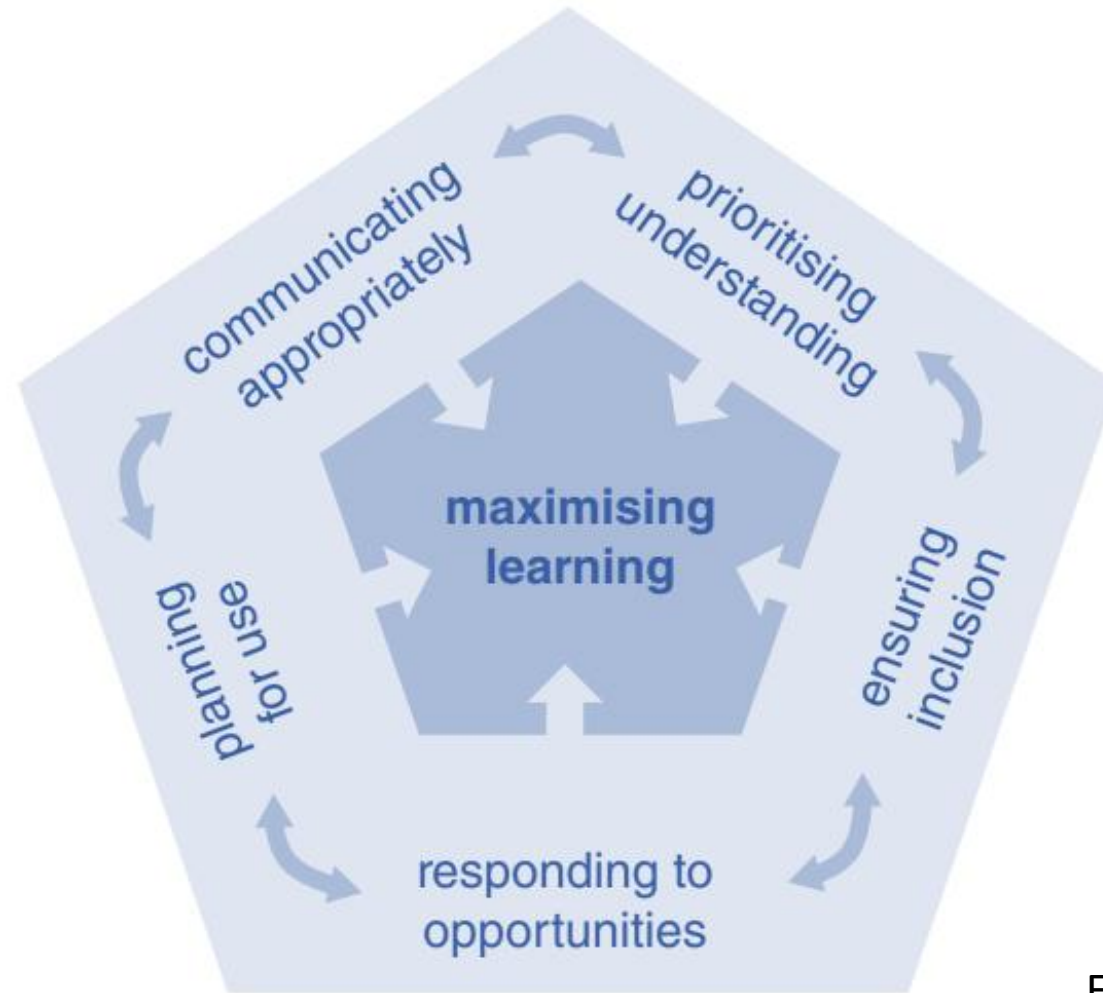 communicating
appropriately
prioritising
understanding
maximising
learning
ensuring
inclusion
planning
for use
responding to
opportunities